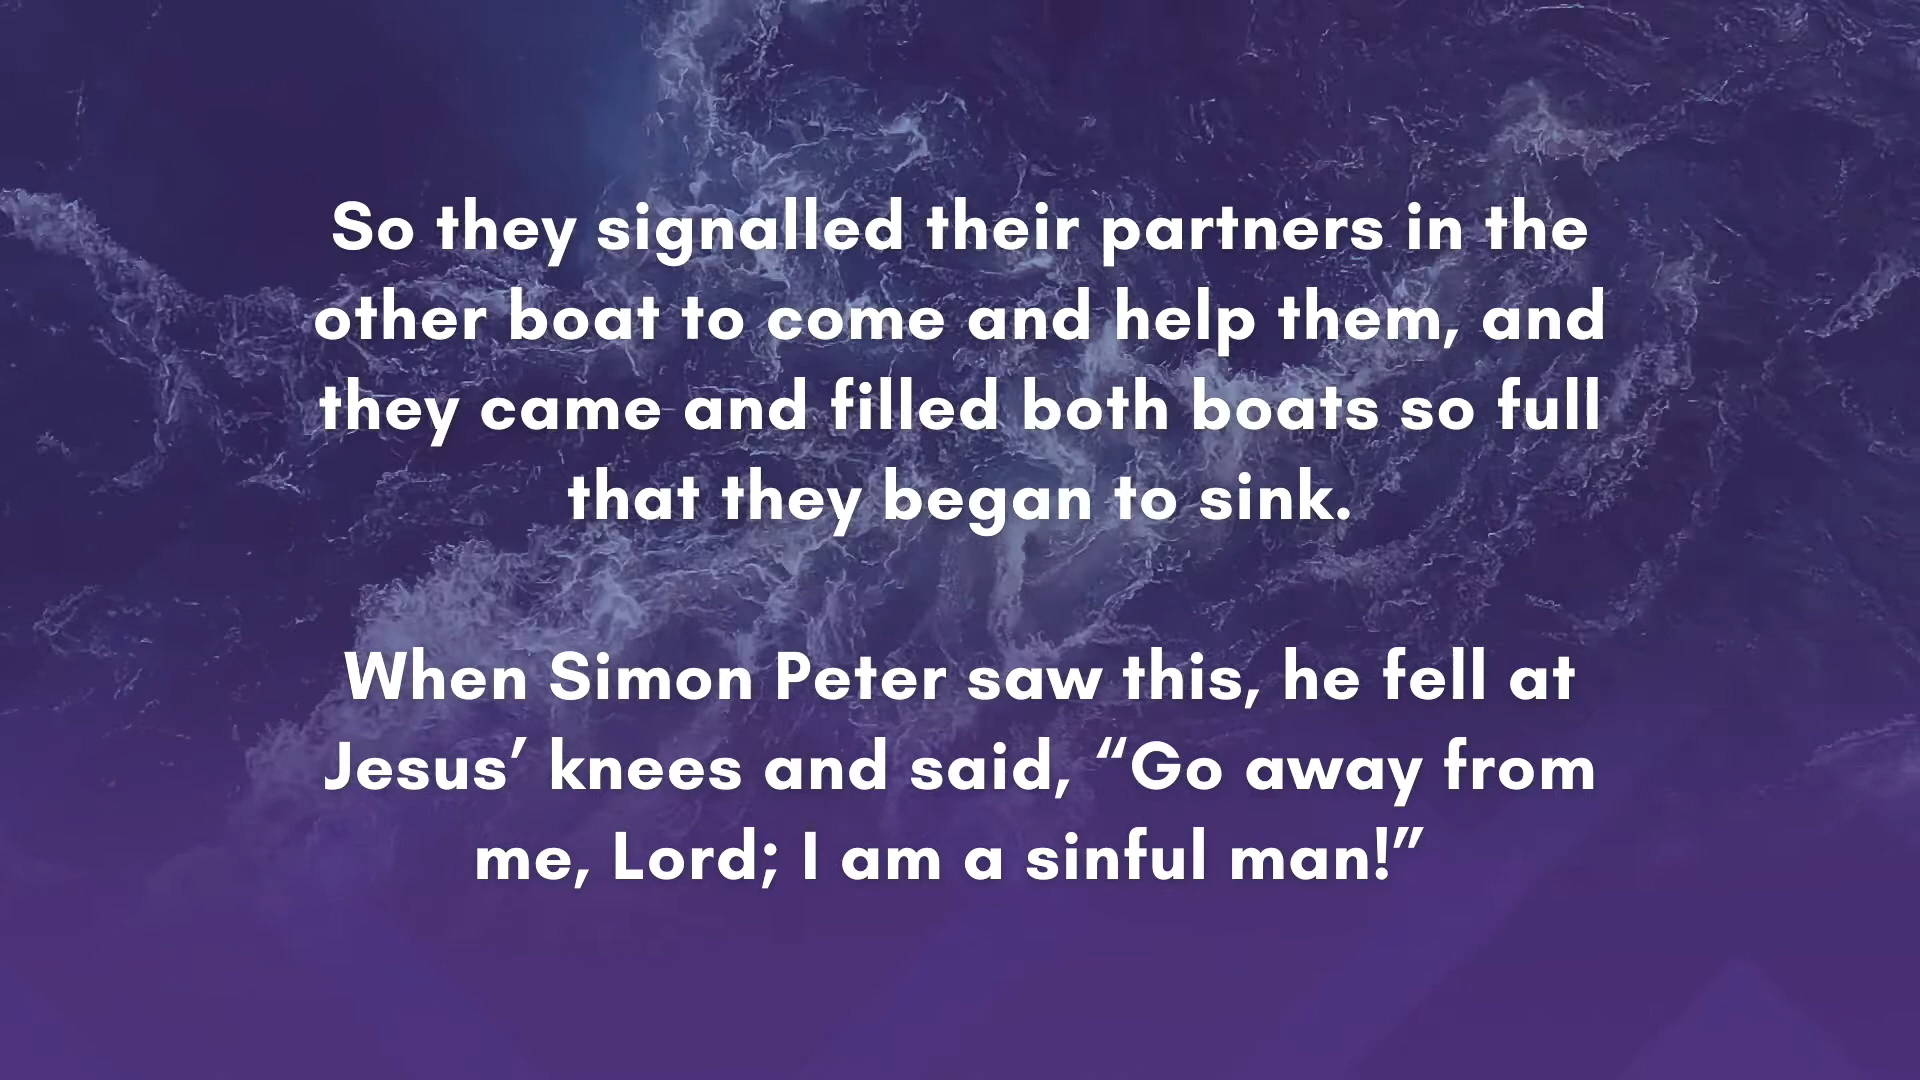 So they signalled their partners in the
other boat to come and help them, and
they came and filled both boats so full
that they began to sink.
When Simon Peter saw this, he fell at
Jesus’ knees and said, “Go away from
me, Lord; I am a sinful man!”